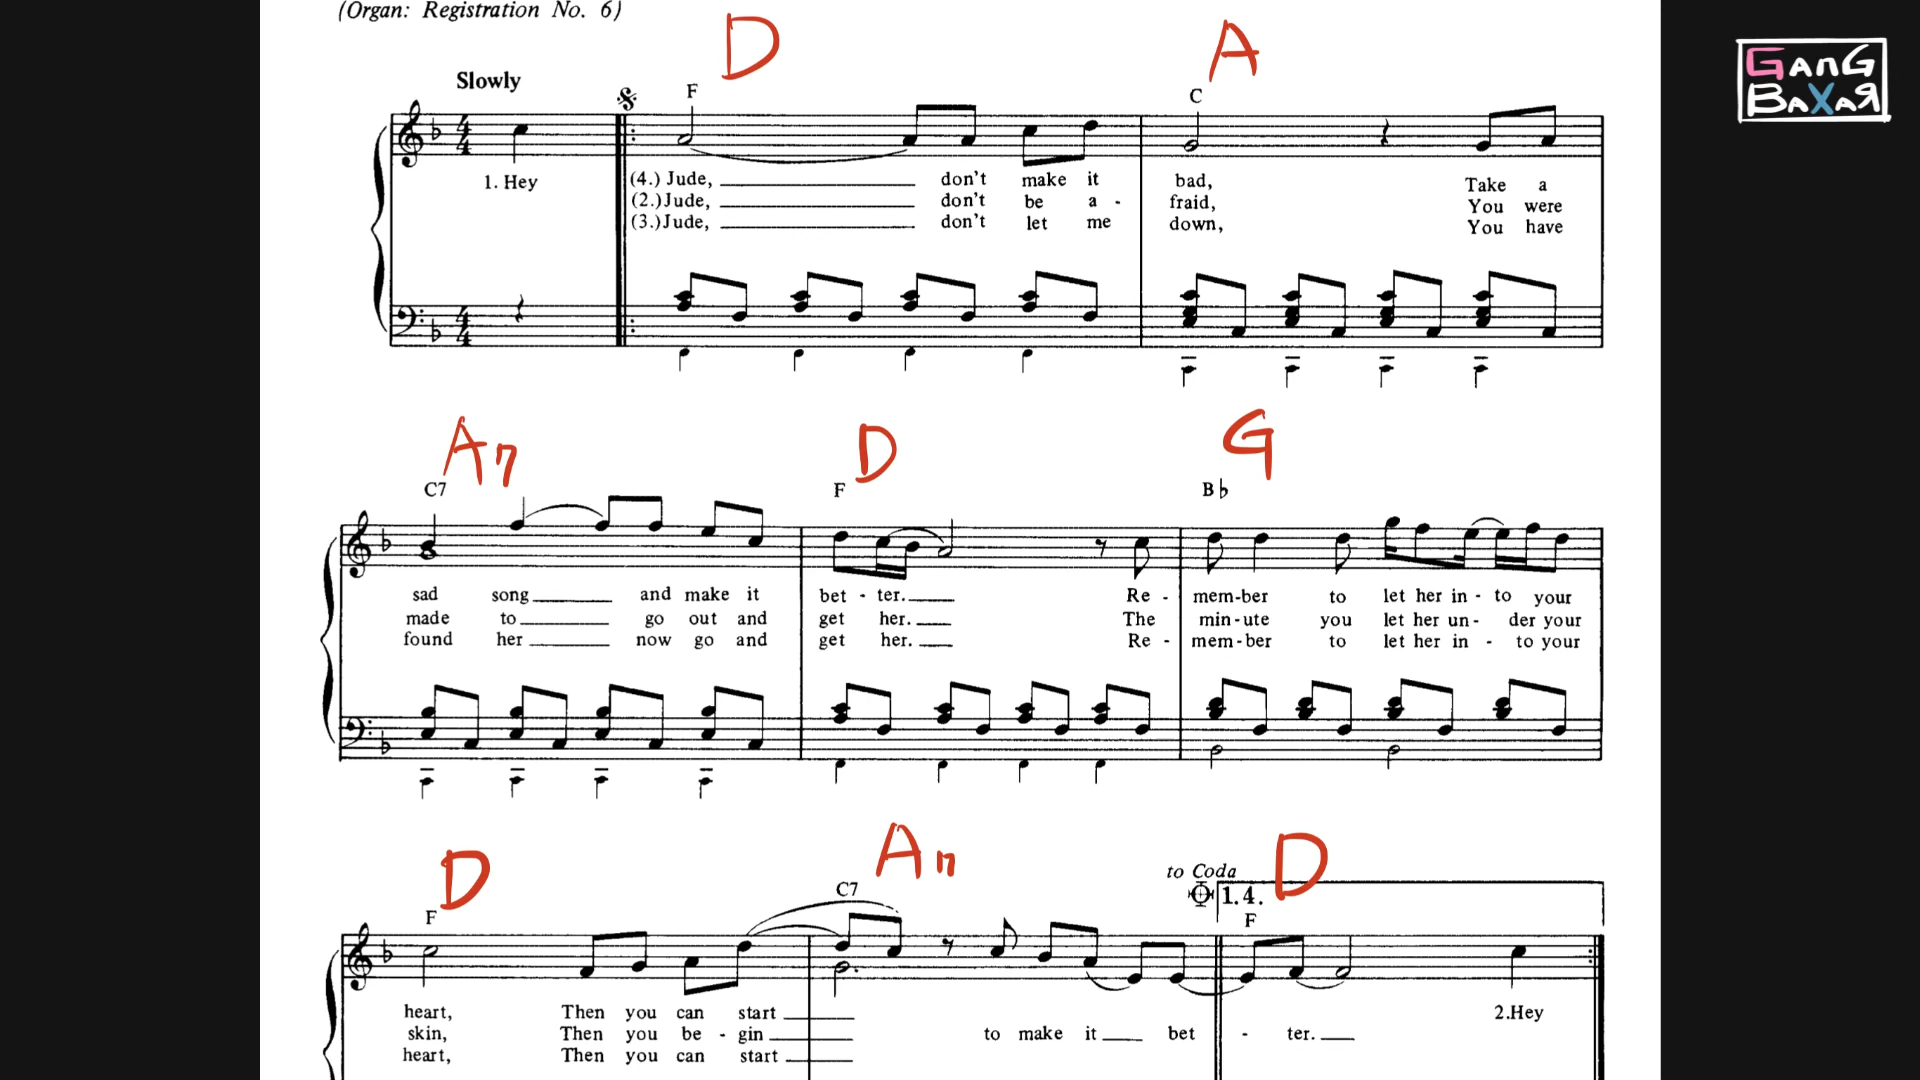 (Organ: Registration No. 6)
D A
GANG
BAXAR
Slowly
F C
1. Hey (4.) Jude, don't make it bad, Take a
(2.) Jude, don't be a - fraid, You were
(3.) Jude, don't let me down, You have
A7 D G
C7 F B♭
sad song and make it bet - ter. Re - mem-ber to let her in - to your
made to go out and get her. The min-ute you let her un - der your
found her now go and get her. Re - mem-ber to let her in - to your
D A7 D
to Coda
C7 1.4.
F F
heart, Then you can start 2.Hey
skin, Then you be - gin to make it bet - ter.
heart, Then you can start